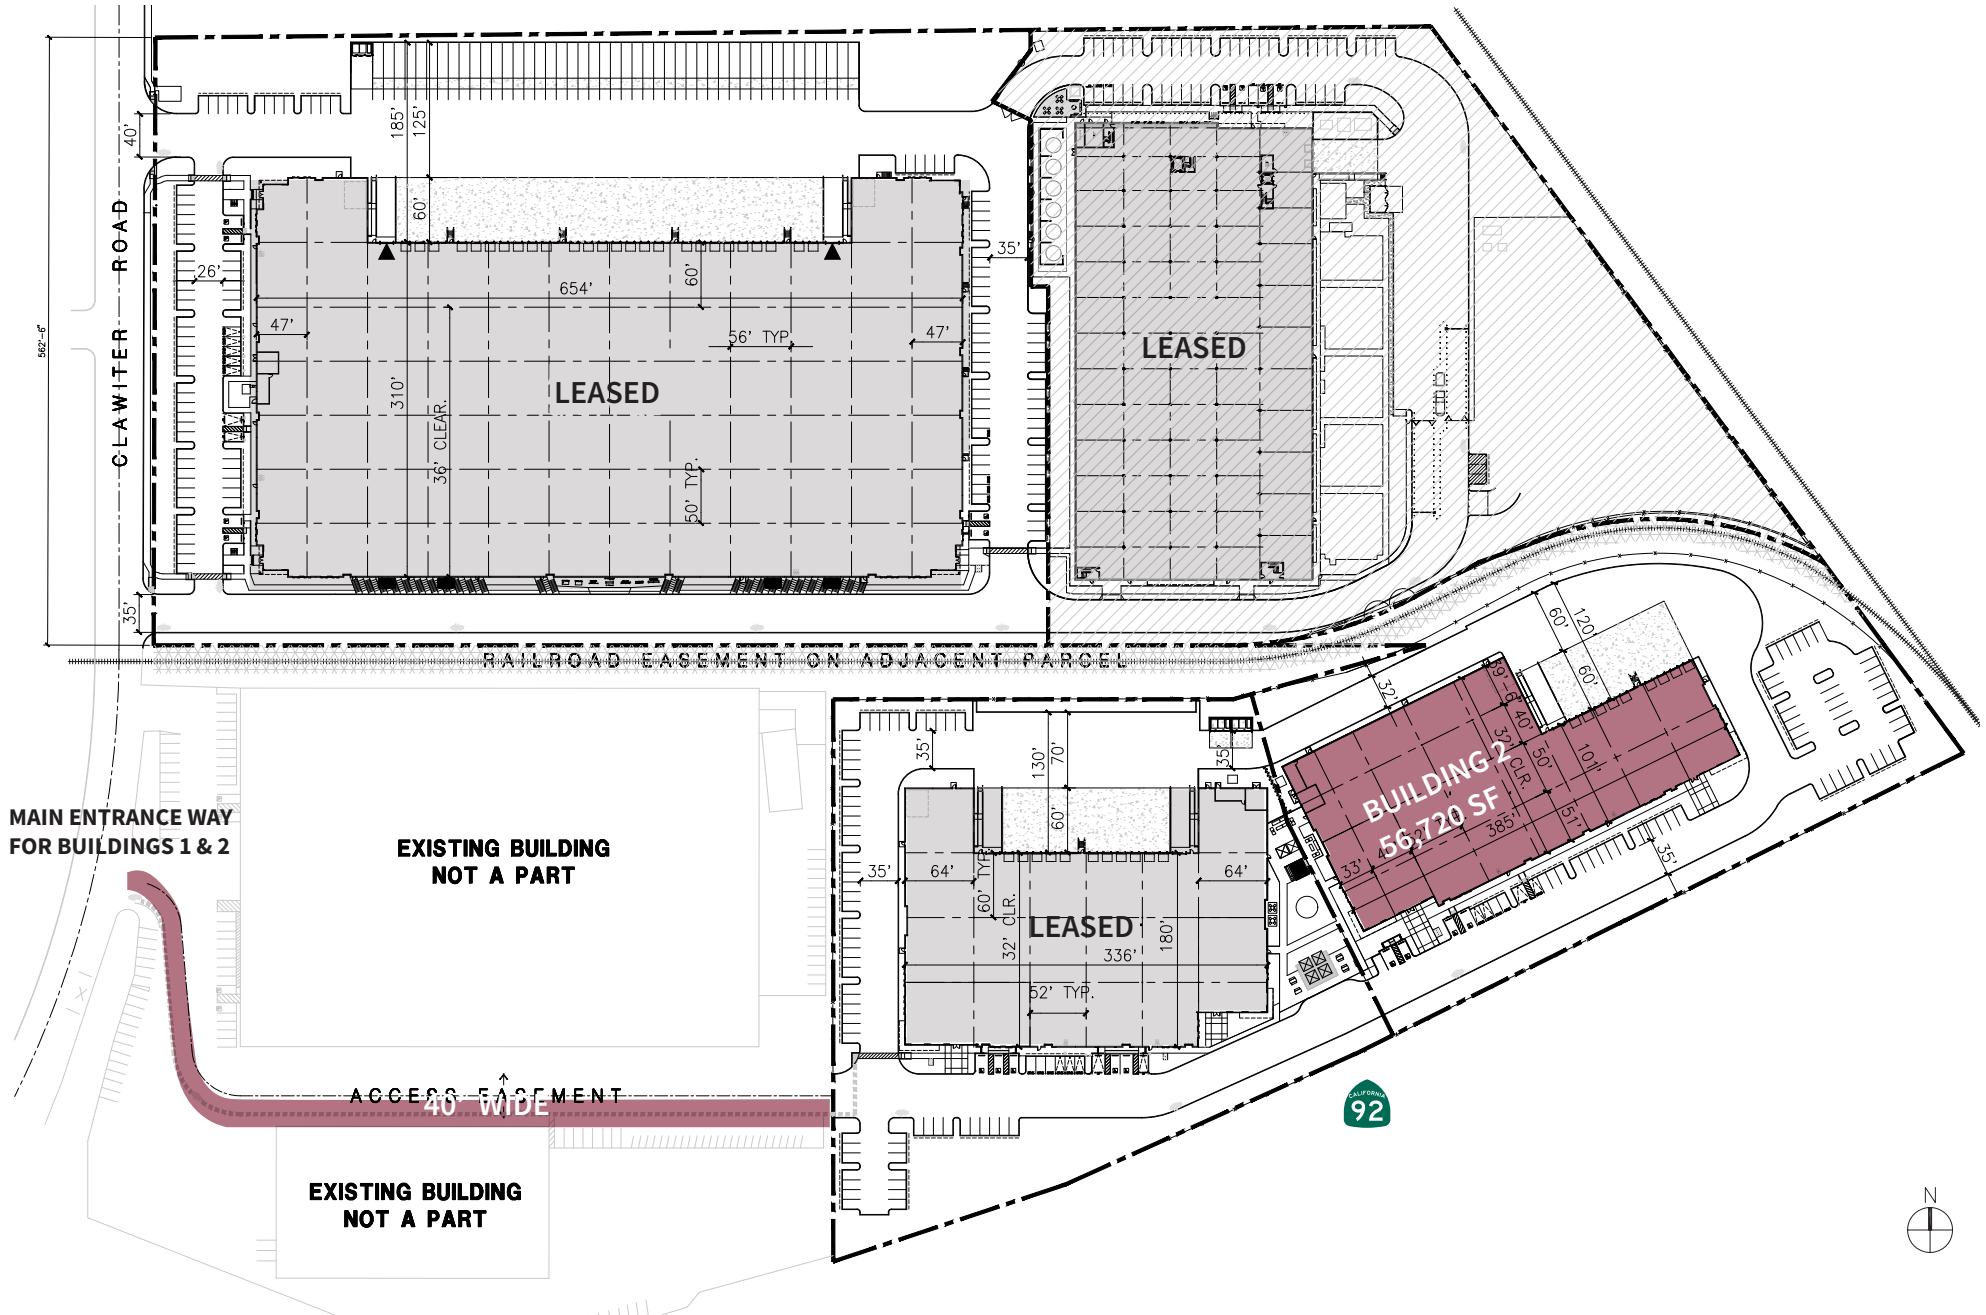 185'
125'
40'
60'
CLAWITER ROAD
562'-6"
26'
35'
654'
60'
47'
56' TYP.
47'
LEASED
LEASED
310'
36' CLEAR.
50' TYP.
35'
RAILROAD EASEMENT ON ADJACENT PARCEL
60'
120'
60'
32'
40'
32' CLR.
50'
101'
BUILDING 2
56,720 SF
385'
51'
33'
35'
35'
130'
70'
35'
60'
MAIN ENTRANCE WAY
FOR BUILDINGS 1 & 2
EXISTING BUILDING
NOT A PART
35'
64'
60' TYP.
64'
32' CLR.
LEASED
180'
336'
52' TYP.
ACCESS EASEMENT
40' WIDE
CALIFORNIA
92
EXISTING BUILDING
NOT A PART
N